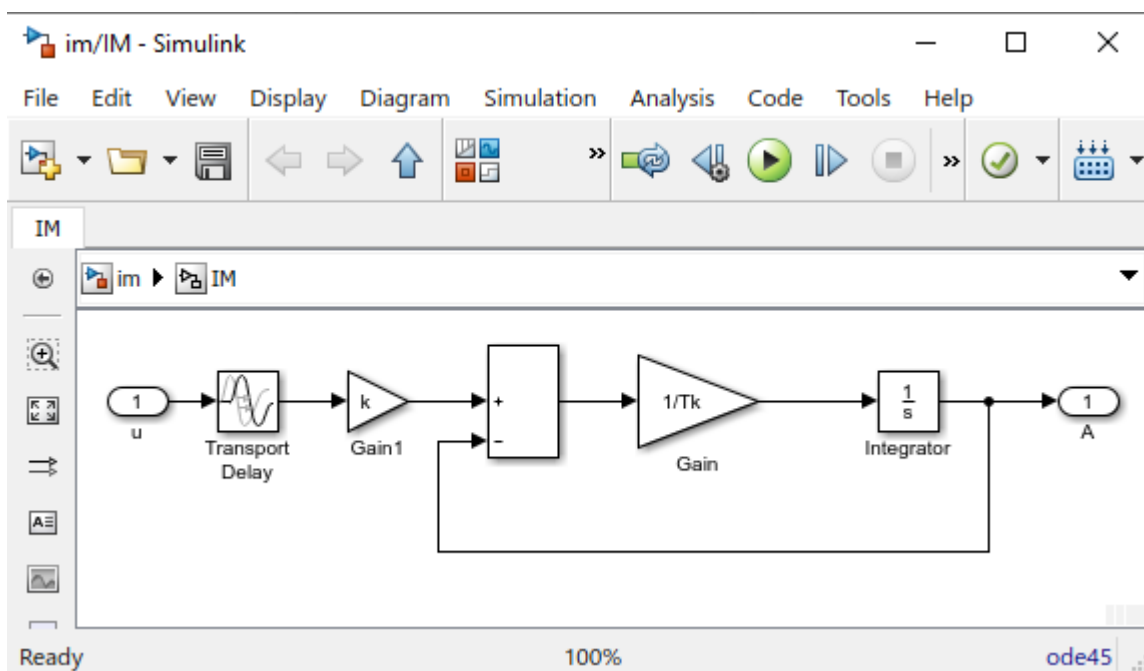 im/IM - Simulink
File Edit View Display Diagram Simulation Analysis Code Tools Help
IM
im IM
1
u
Transport
Delay
k
Gain1
+
−
1/Tk
Gain
1
s
Integrator
1
A
Ready 100% ode45